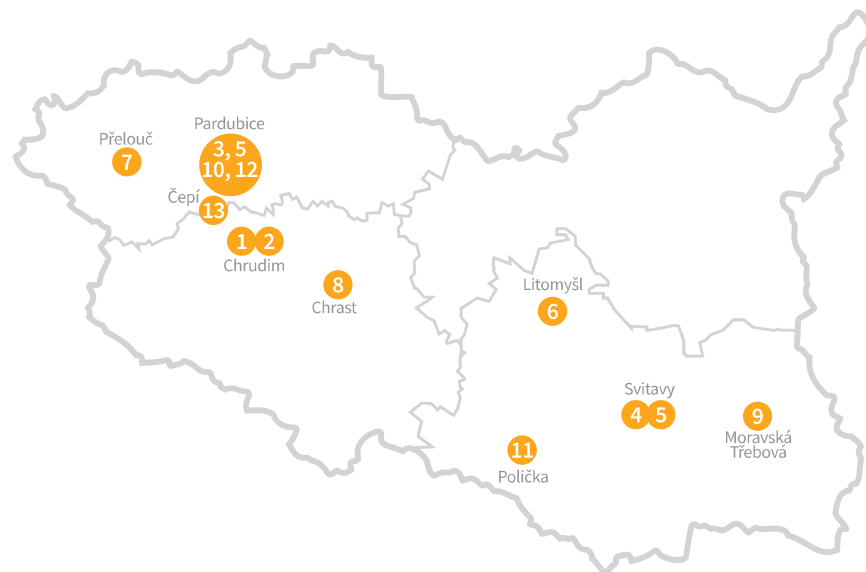 Pardubice
3, 5
10, 12
Přelouč
7
Čepí
13
1 2
Chrudim
8
Chrast
Litomyšl
6
Svitavy
4 5
9
Moravská
Třebová
11
Polička